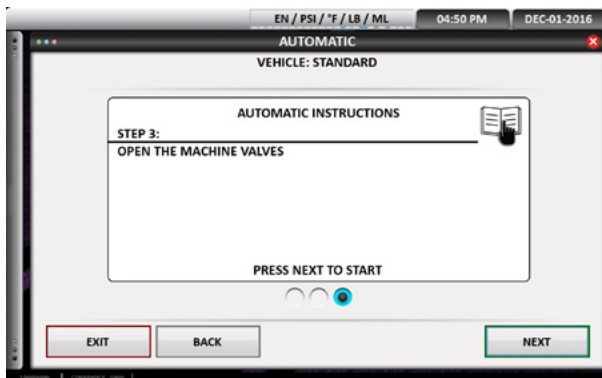 EN / PSI / °F / LB / ML 04:50 PM DEC-01-2016
AUTOMATIC
VEHICLE: STANDARD
AUTOMATIC INSTRUCTIONS
STEP 3:
OPEN THE MACHINE VALVES
PRESS NEXT TO START
EXIT BACK NEXT